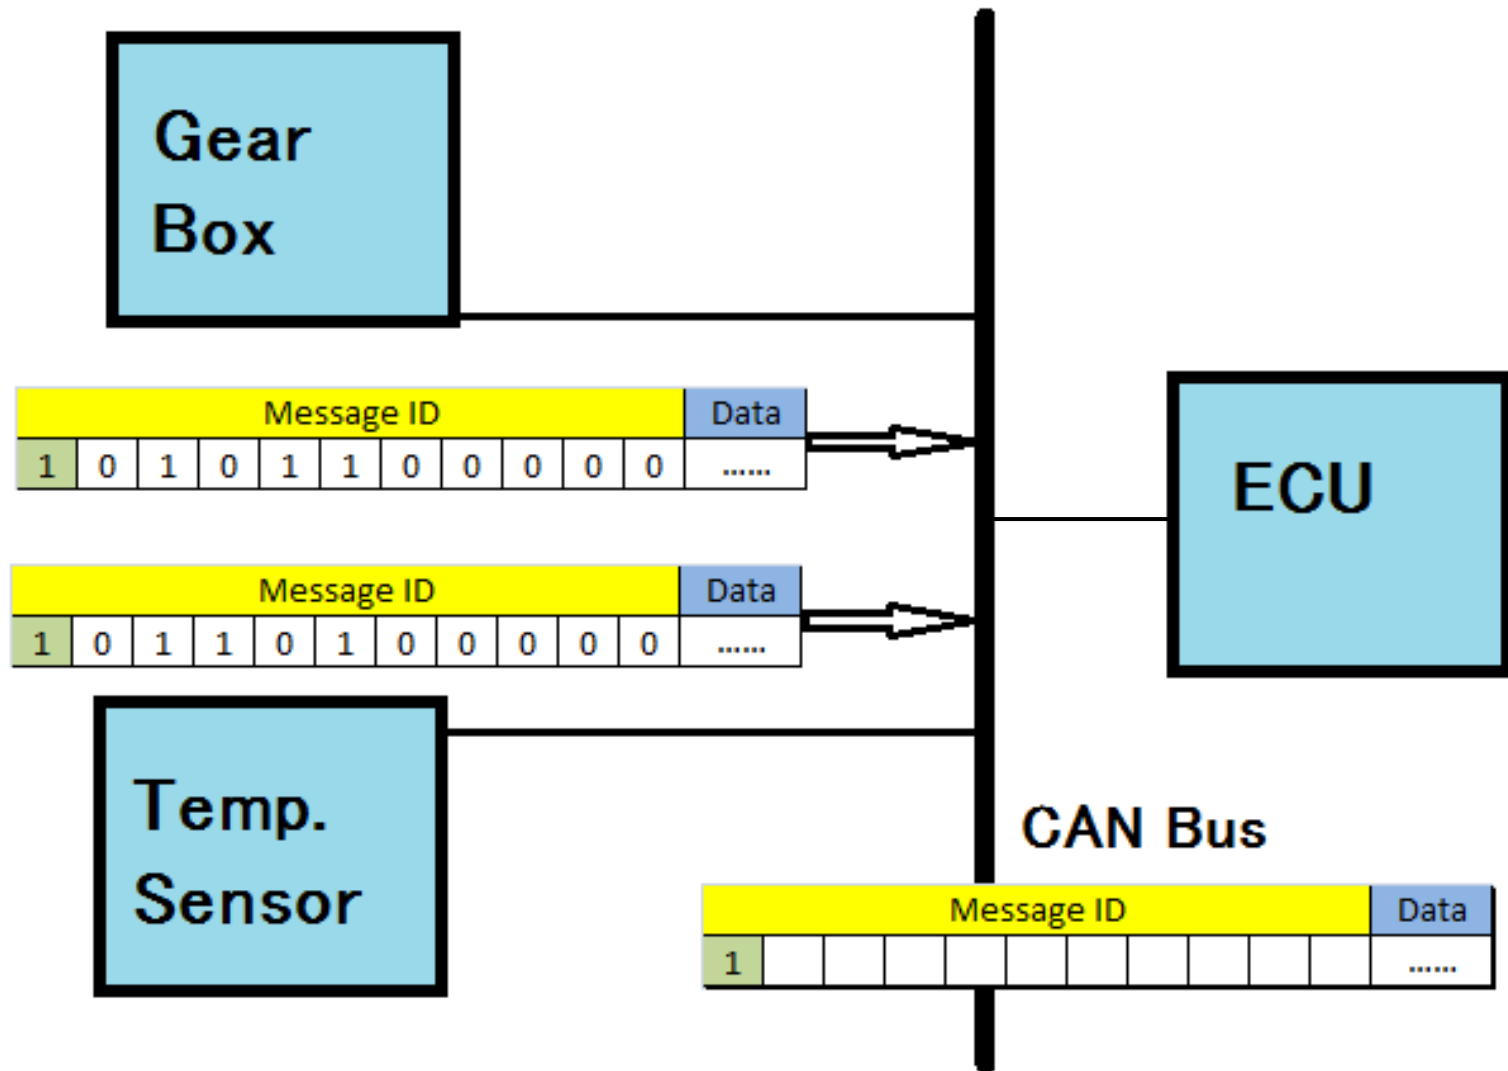 Gear
Box
Message ID Data
1 0 1 0 1 1 0 0 0 0 0 ......
ECU
Message ID Data
1 0 1 1 0 1 0 0 0 0 0 ......
Temp.
Sensor
CAN Bus
Message ID Data
1 ......